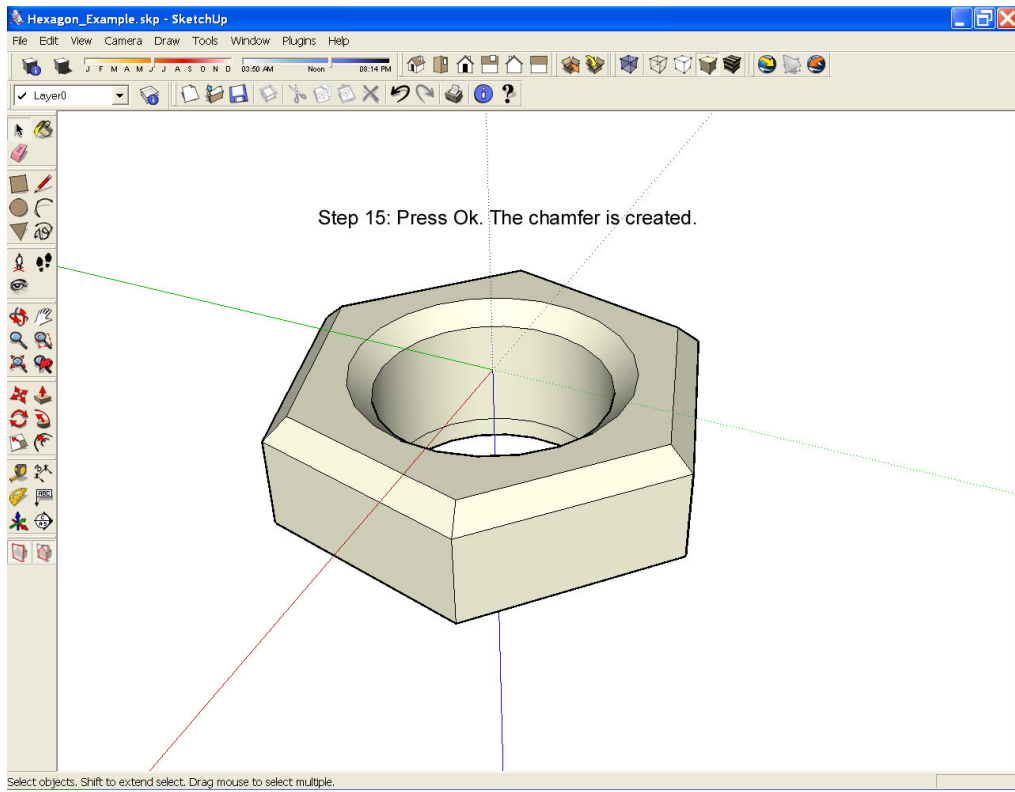 Hexagon_Example.skp - SketchUp
File Edit View Camera Draw Tools Window Plugins Help
J F M A M J J A S O N D 03:50 AM Noon 08:14 PM
Layer0
Step 15: Press Ok. The chamfer is created.
ABC
Select objects. Shift to extend select. Drag mouse to select multiple.